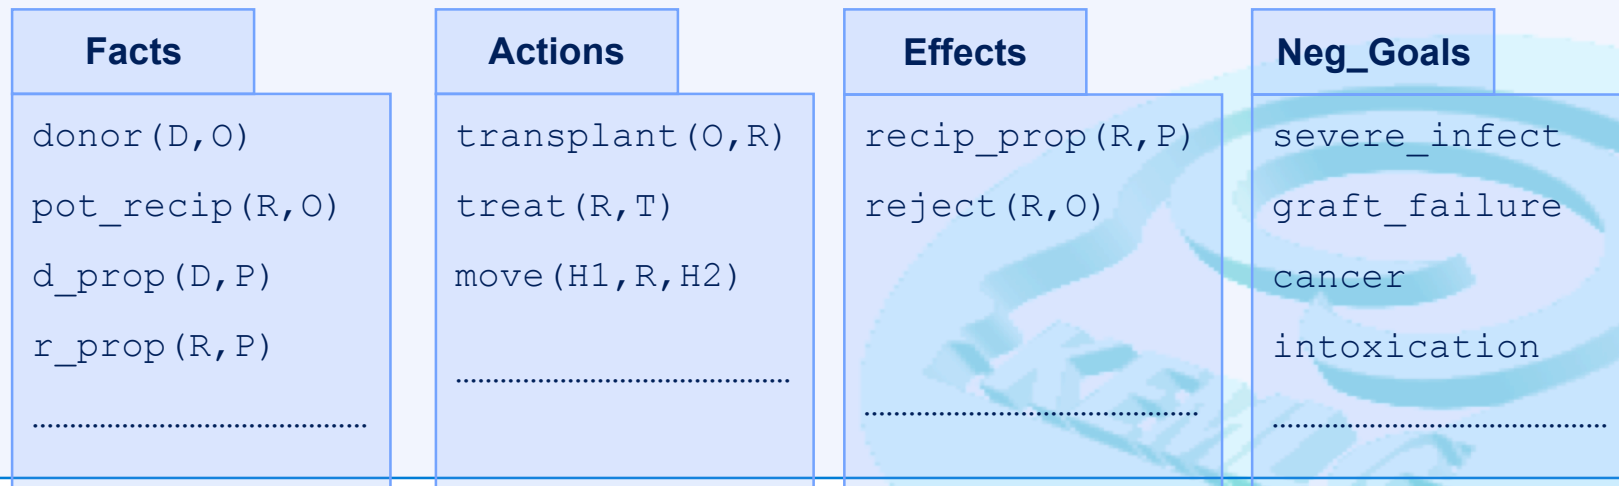 Facts
donor(D,O)
pot_recip(R,O)
d_prop(D,P)
r_prop(R,P)
Actions
transplant(O,R)
treat(R,T)
move(H1,R,H2)
Effects
recip_prop(R,P)
reject(R,O)
Neg_Goals
severe_infect
graft_failure
cancer
intoxication